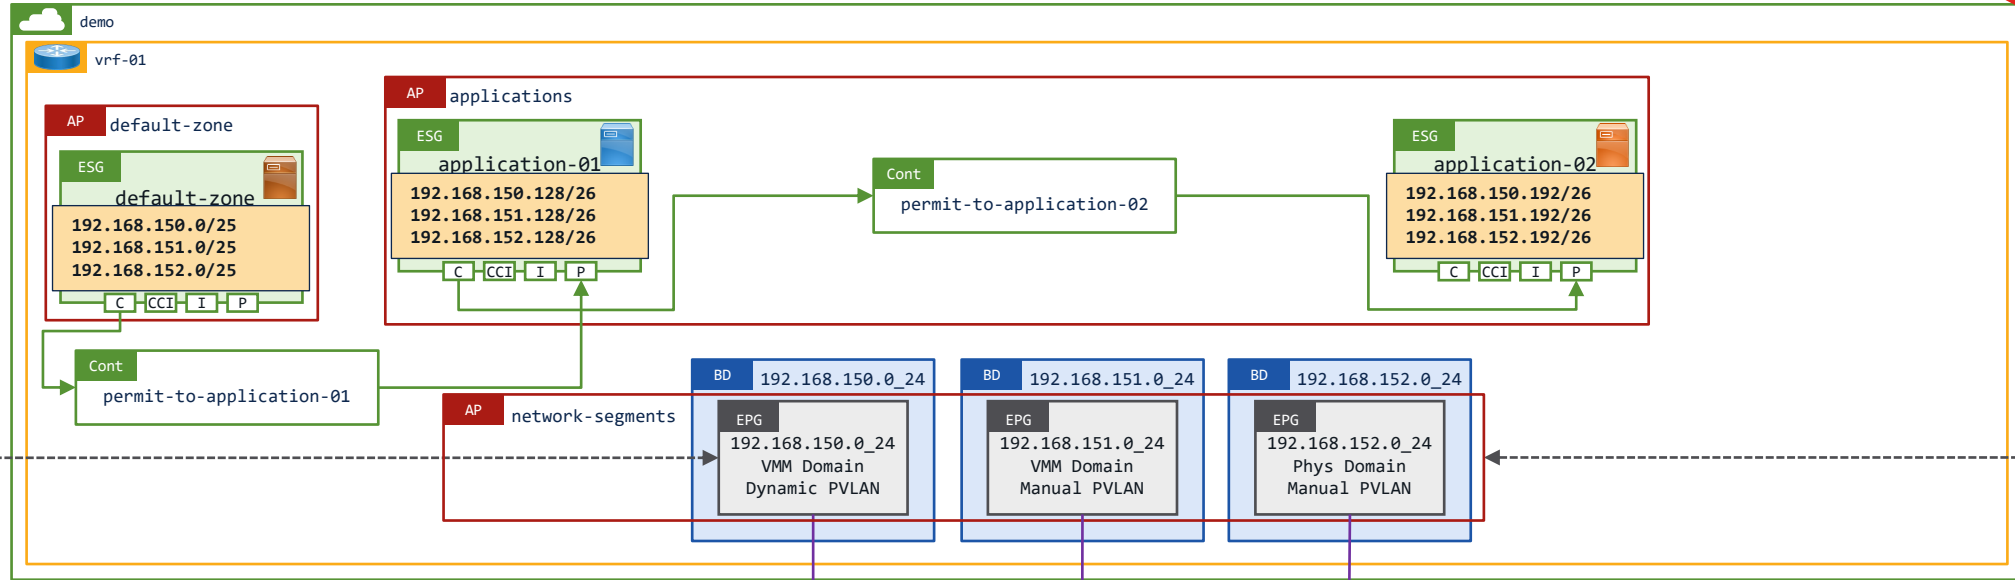 demo
vrf-01
AP
default-zone
ESG
default-zone
192.168.150.0/25
192.168.151.0/25
192.168.152.0/25
C CCI I P
AP
applications
ESG
application-01
192.168.150.128/26
192.168.151.128/26
192.168.152.128/26
C CCI I P
Cont
permit-to-application-02
ESG
application-02
192.168.150.192/26
192.168.151.192/26
192.168.152.192/26
C CCI I P
Cont
permit-to-application-01
AP
network-segments
BD
192.168.150.0_24
EPG
192.168.150.0_24
VMM Domain
Dynamic PVLAN
BD
192.168.151.0_24
EPG
192.168.151.0_24
VMM Domain
Manual PVLAN
BD
192.168.152.0_24
EPG
192.168.152.0_24
Phys Domain
Manual PVLAN